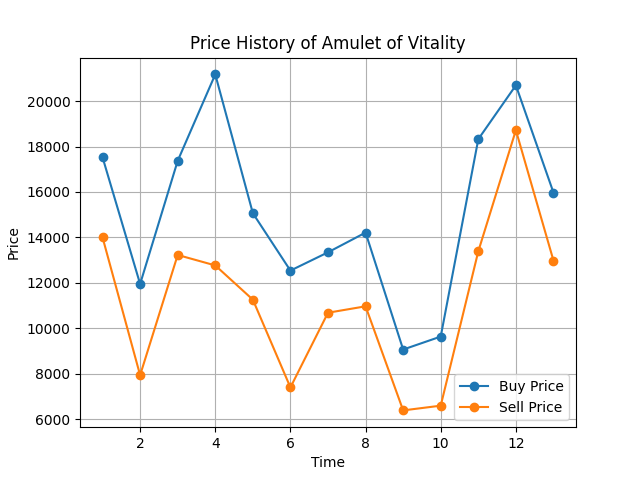 Price History of Amulet of Vitality
Price
20000
18000
16000
14000
12000
10000
8000
6000
2 4 6 8 10 12
Time
Buy Price
Sell Price